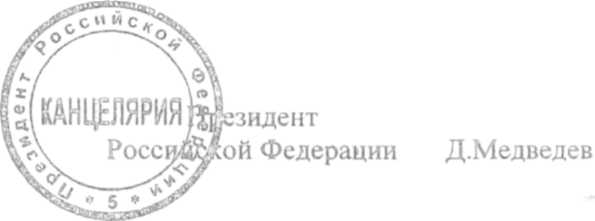 Президент Российской Федерации
КАНЦЕЛЯРИЯ
* 5 *
Президент
Российской Федерации Д.Медведев